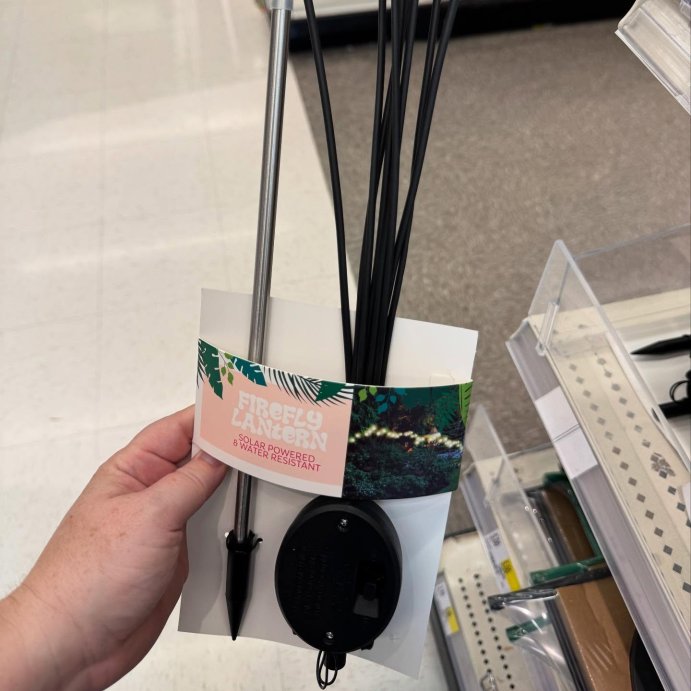 FIREFLY
LANTERN
SOLAR POWERED
& WATER RESISTANT